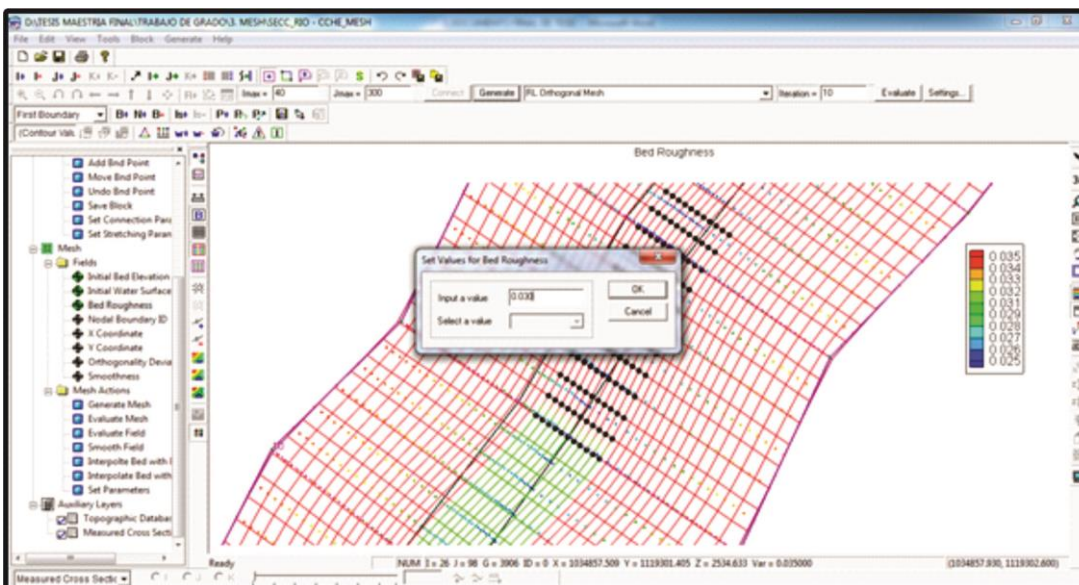 D:\TESIS MAESTRIA FINAL\TRABAJO DE GRADO\3. MESH\SECC_RIO - CCHE_MESH
File Edit View Tools Block Generate Help
I+ I- J+ J- K+ K- I+ J+ K+ S
Imax = 40 Jmax = 300 Connect Generate RL Orthogonal Mesh Iteration = 10 Evaluate Settings...
First Boundary B+ N+ B- Is+ Is-
(Contour Valu
Add Bnd Point
Move Bnd Point
Undo Bnd Point
Save Block
Set Connection Para
Set Stretching Param
Mesh
Fields
Initial Bed Elevation
Initial Water Surface
Bed Roughness
Nodal Boundary ID
X Coordinate
Y Coordinate
Orthogonality Devia
Smoothness
Mesh Actions
Generate Mesh
Evaluate Mesh
Evaluate Field
Smooth Field
Interpolte Bed with
Interpolate Bed with
Set Parameters
Auxiliary Layers
Topographic Databas
Measured Cross Secti
Bed Roughness
Set Values for Bed Roughness
Input a value 0.030
Select a value
OK
Cancel
0.035
0.034
0.033
0.032
0.031
0.029
0.028
0.027
0.026
0.025
Ready NUM I = 26 J = 98 G = 3906 ID = 0 X = 1034857.509 Y = 1119301.405 Z = 2534.633 Var = 0.035000 (1034857.930, 1119302.600)
Measured Cross Sectic I J K